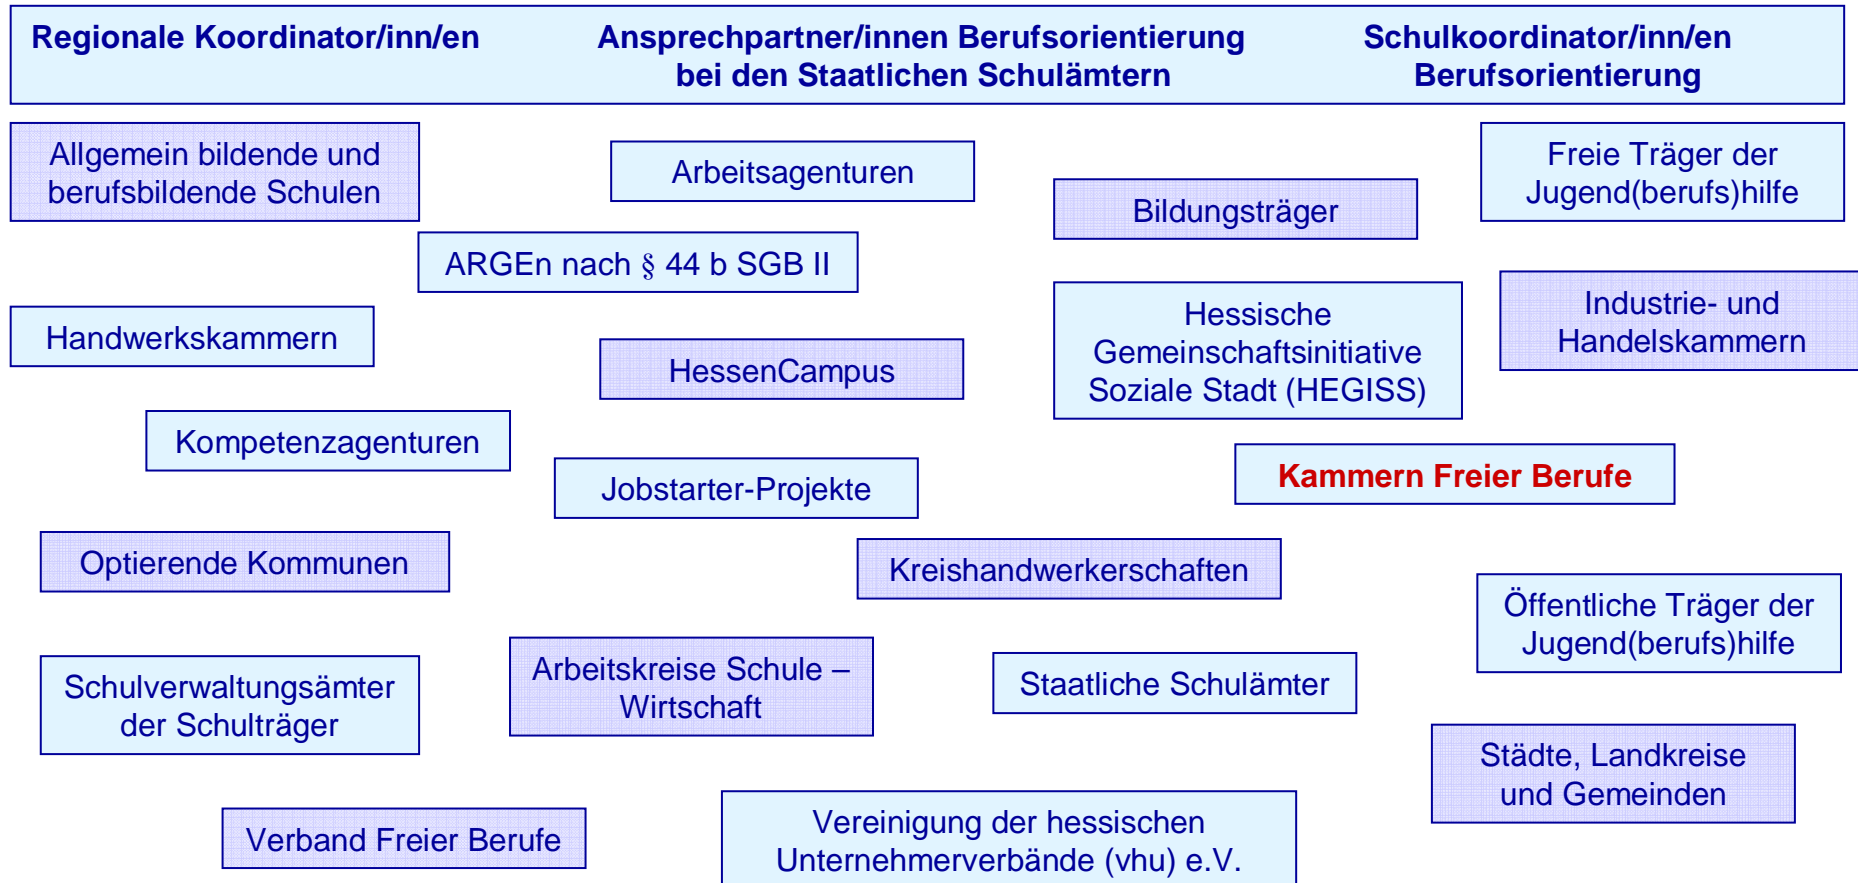 Regionale Koordinator/inn/en
Ansprechpartner/innen Berufsorientierung
bei den Staatlichen Schulämtern
Schulkoordinator/inn/en
Berufsorientierung
Allgemein bildende und
berufsbildende Schulen
Arbeitsagenturen
Bildungsträger
Freie Träger der
Jugend(berufs)hilfe
ARGEn nach § 44 b SGB II
Handwerkskammern
HessenCampus
Hessische
Gemeinschaftsinitiative
Soziale Stadt (HEGISS)
Industrie- und
Handelskammern
Kompetenzagenturen
Jobstarter-Projekte
Kammern Freier Berufe
Optierende Kommunen
Kreishandwerkerschaften
Öffentliche Träger der
Jugend(berufs)hilfe
Schulverwaltungsämter
der Schulträger
Arbeitskreise Schule –
Wirtschaft
Staatliche Schulämter
Städte, Landkreise
und Gemeinden
Verband Freier Berufe
Vereinigung der hessischen
Unternehmerverbände (vhu) e.V.